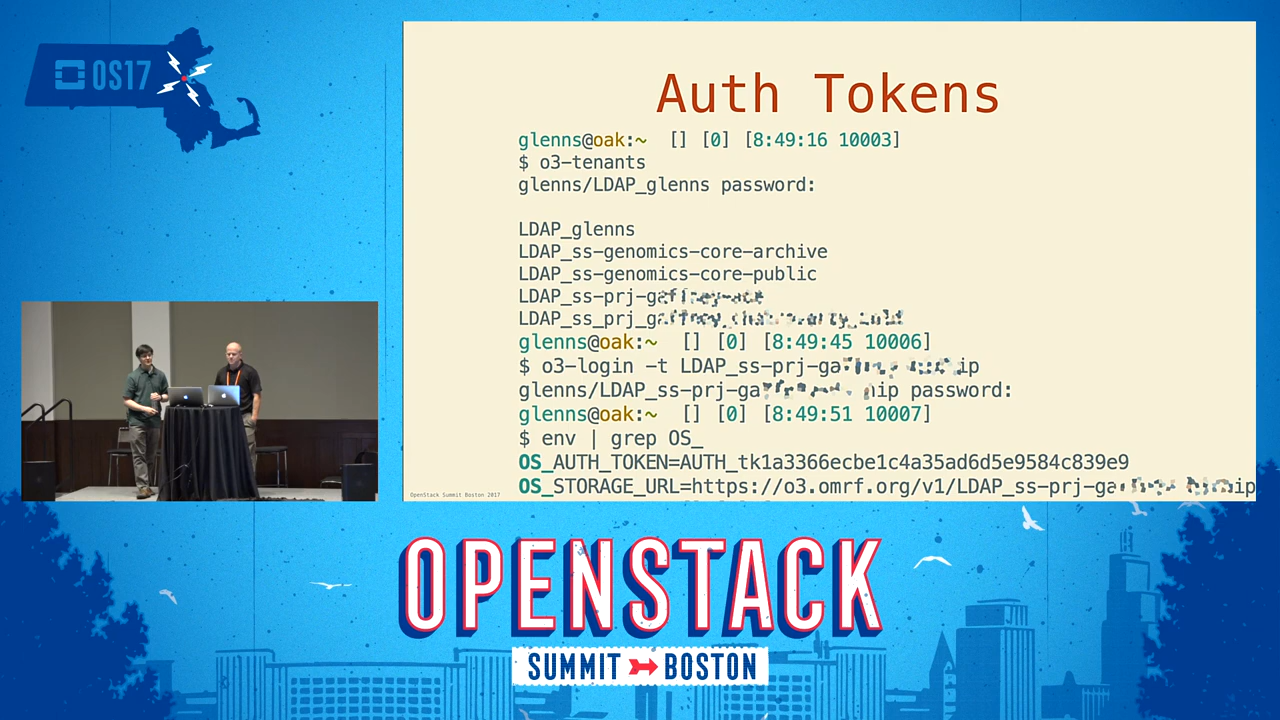 OS17
Auth Tokens
glenns@oak:~ [] [0] [8:49:16 10003]
$ o3-tenants
glenns/LDAP_glenns password:
LDAP_glenns
LDAP_ss-genomics-core-archive
LDAP_ss-genomics-core-public
LDAP_ss-prj-ga
LDAP_ss_prj_ga
glenns@oak:~ [] [0] [8:49:45 10006]
$ o3-login -t LDAP_ss-prj-ga ip
glenns/LDAP_ss-prj-ga ip password:
glenns@oak:~ [] [0] [8:49:51 10007]
$ env | grep OS_
OS_AUTH_TOKEN=AUTH_tk1a3366ecbe1c4a35ad6d5e9584c839e9
OS_STORAGE_URL=https://o3.omrf.org/v1/LDAP_ss-prj-ga ip
OpenStack Summit Boston 2017
OPENSTACK
SUMMIT BOSTON